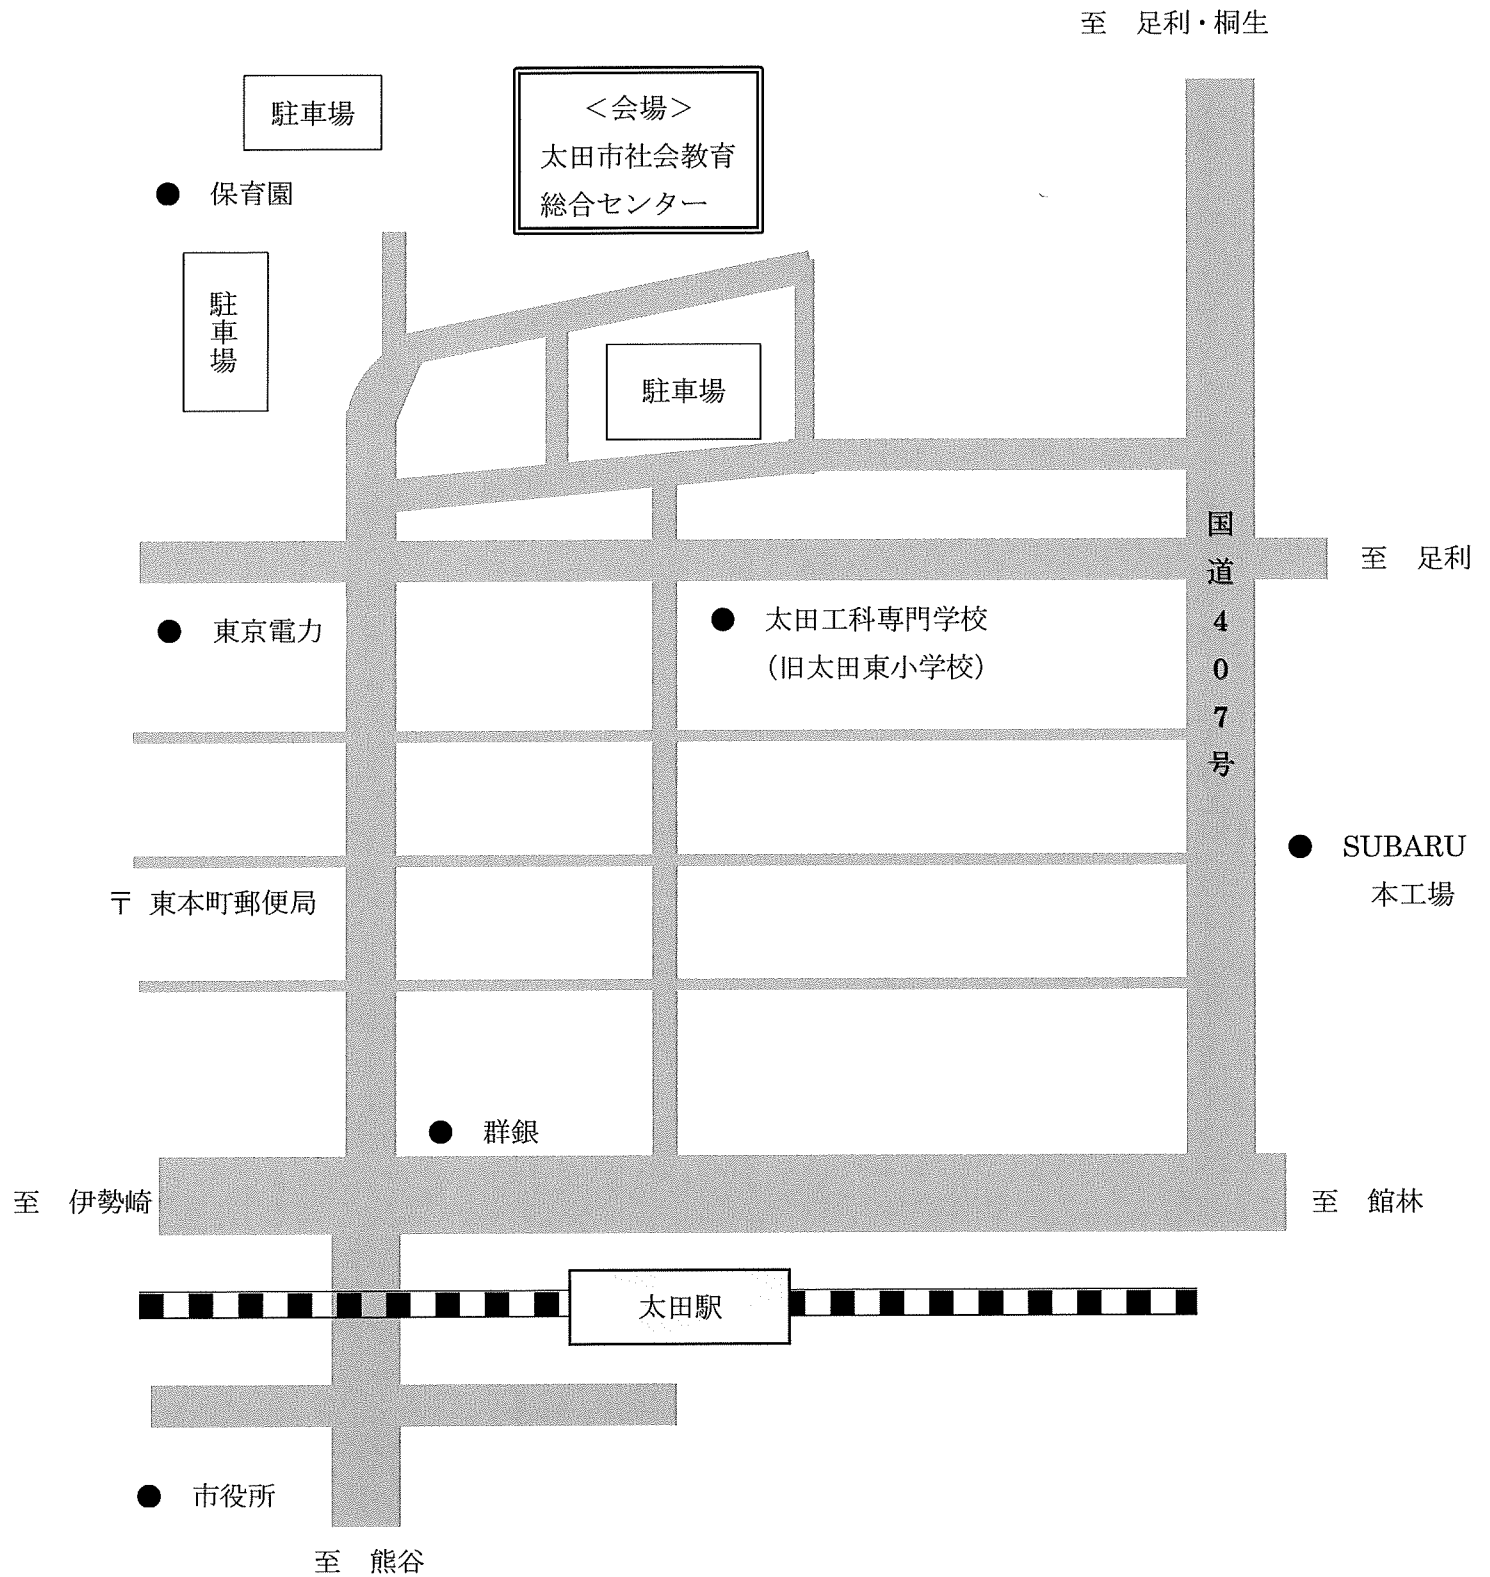 至　足利・桐生
駐車場
＜会場＞
太田市社会教育
総合センター
保育園
駐車場
駐車場
国道407号
至　足利
東京電力
太田工科専門学校
（旧太田東小学校）
SUBARU
本工場
〒 東本町郵便局
群銀
至　伊勢崎
至　館林
太田駅
市役所
至　熊谷